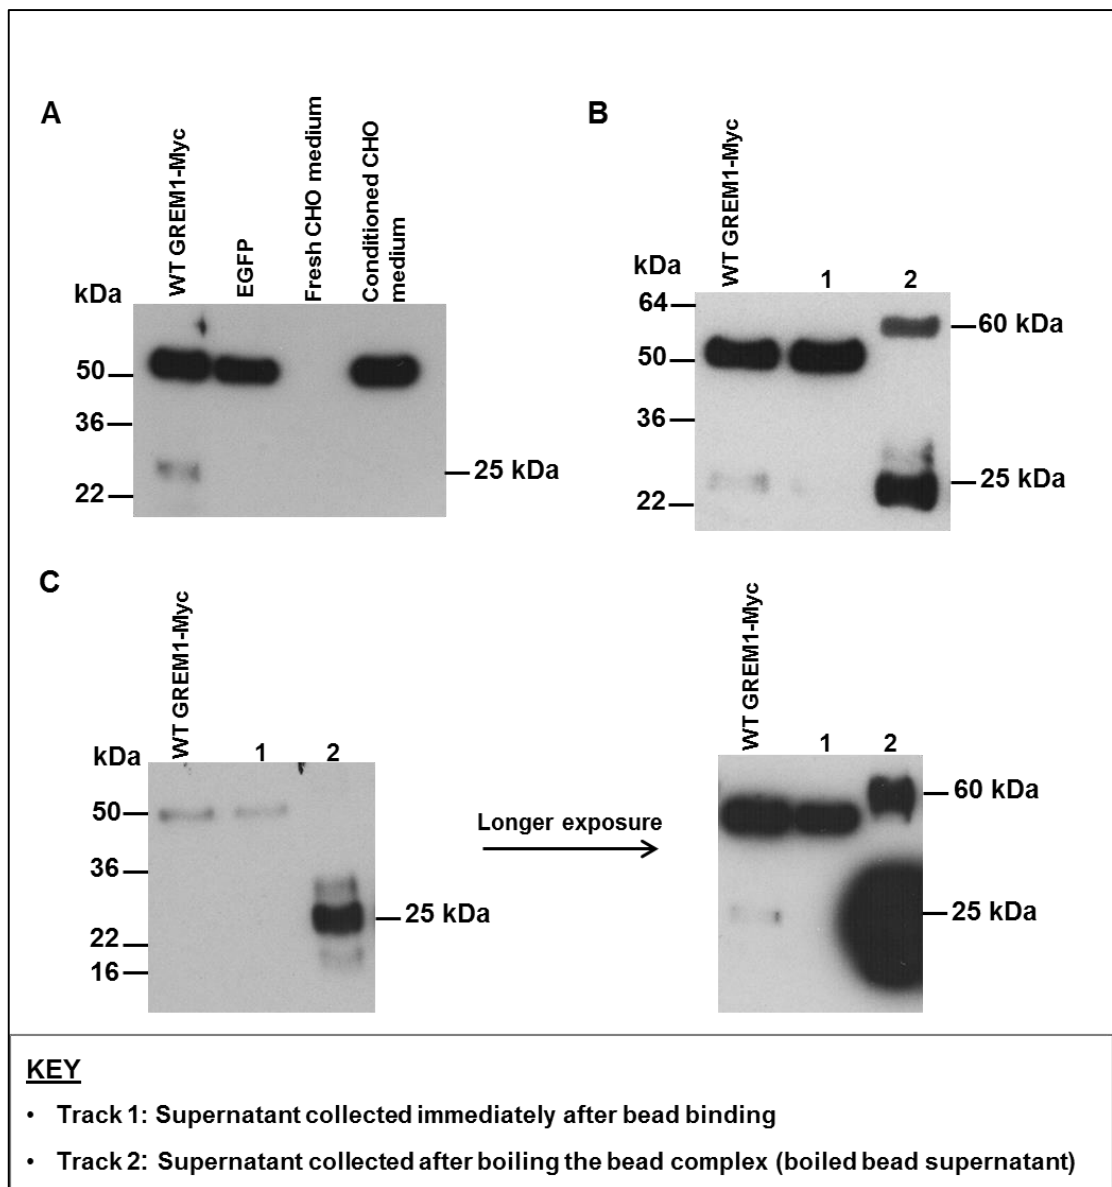 A
WT GREM1-Myc
EGFP
Fresh CHO medium
Conditioned CHO
medium
kDa
50
36
22
25 kDa
B
WT GREM1-Myc
1
2
kDa
64
50
36
22
60 kDa
25 kDa
C
WT GREM1-Myc
1
2
kDa
50
36
22
16
25 kDa
Longer exposure
WT GREM1-Myc
1
2
60 kDa
25 kDa
KEY
• Track 1: Supernatant collected immediately after bead binding
• Track 2: Supernatant collected after boiling the bead complex (boiled bead supernatant)